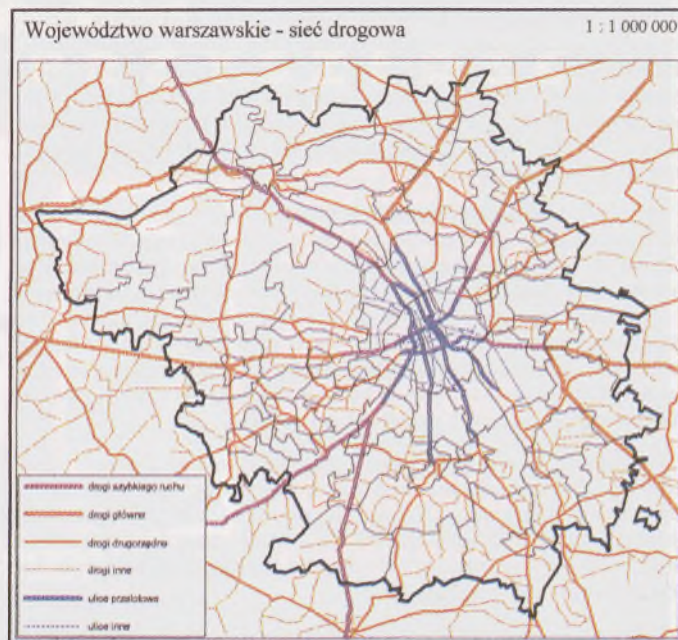 Województwo warszawskie - sieć drogowa
1 : 1 000 000
drogi szybkiego ruchu
drogi główne
drogi drugorzędne
drogi inne
ulice przelotowe
ulice inne